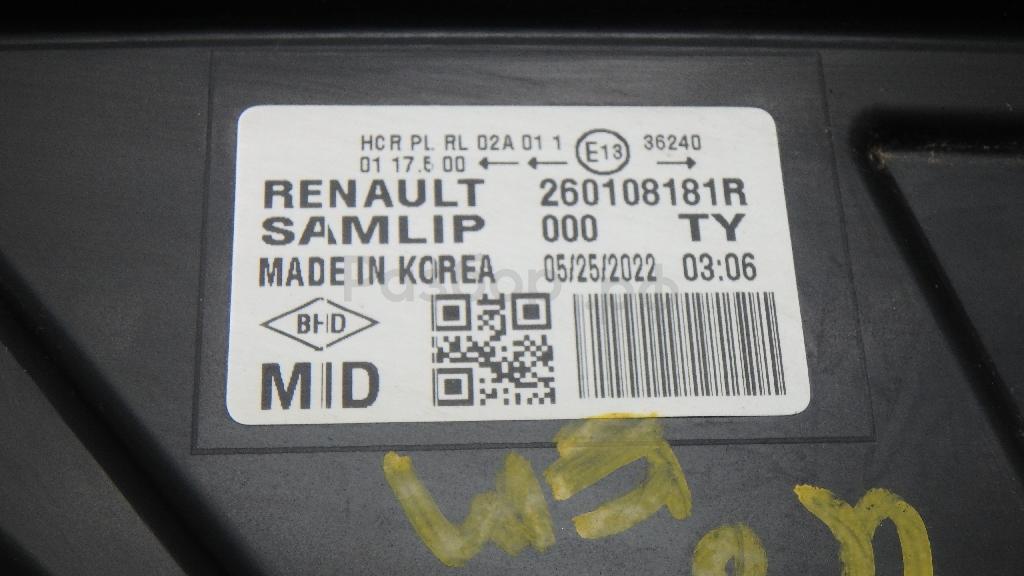 HCR PL RL 02A 01 1 E13 36240
01 17.5 00 ← ← →
RENAULT 260108181R
SAMLIP 000 TY
MADE IN KOREA 05/25/2022 03:06
BHD
MID